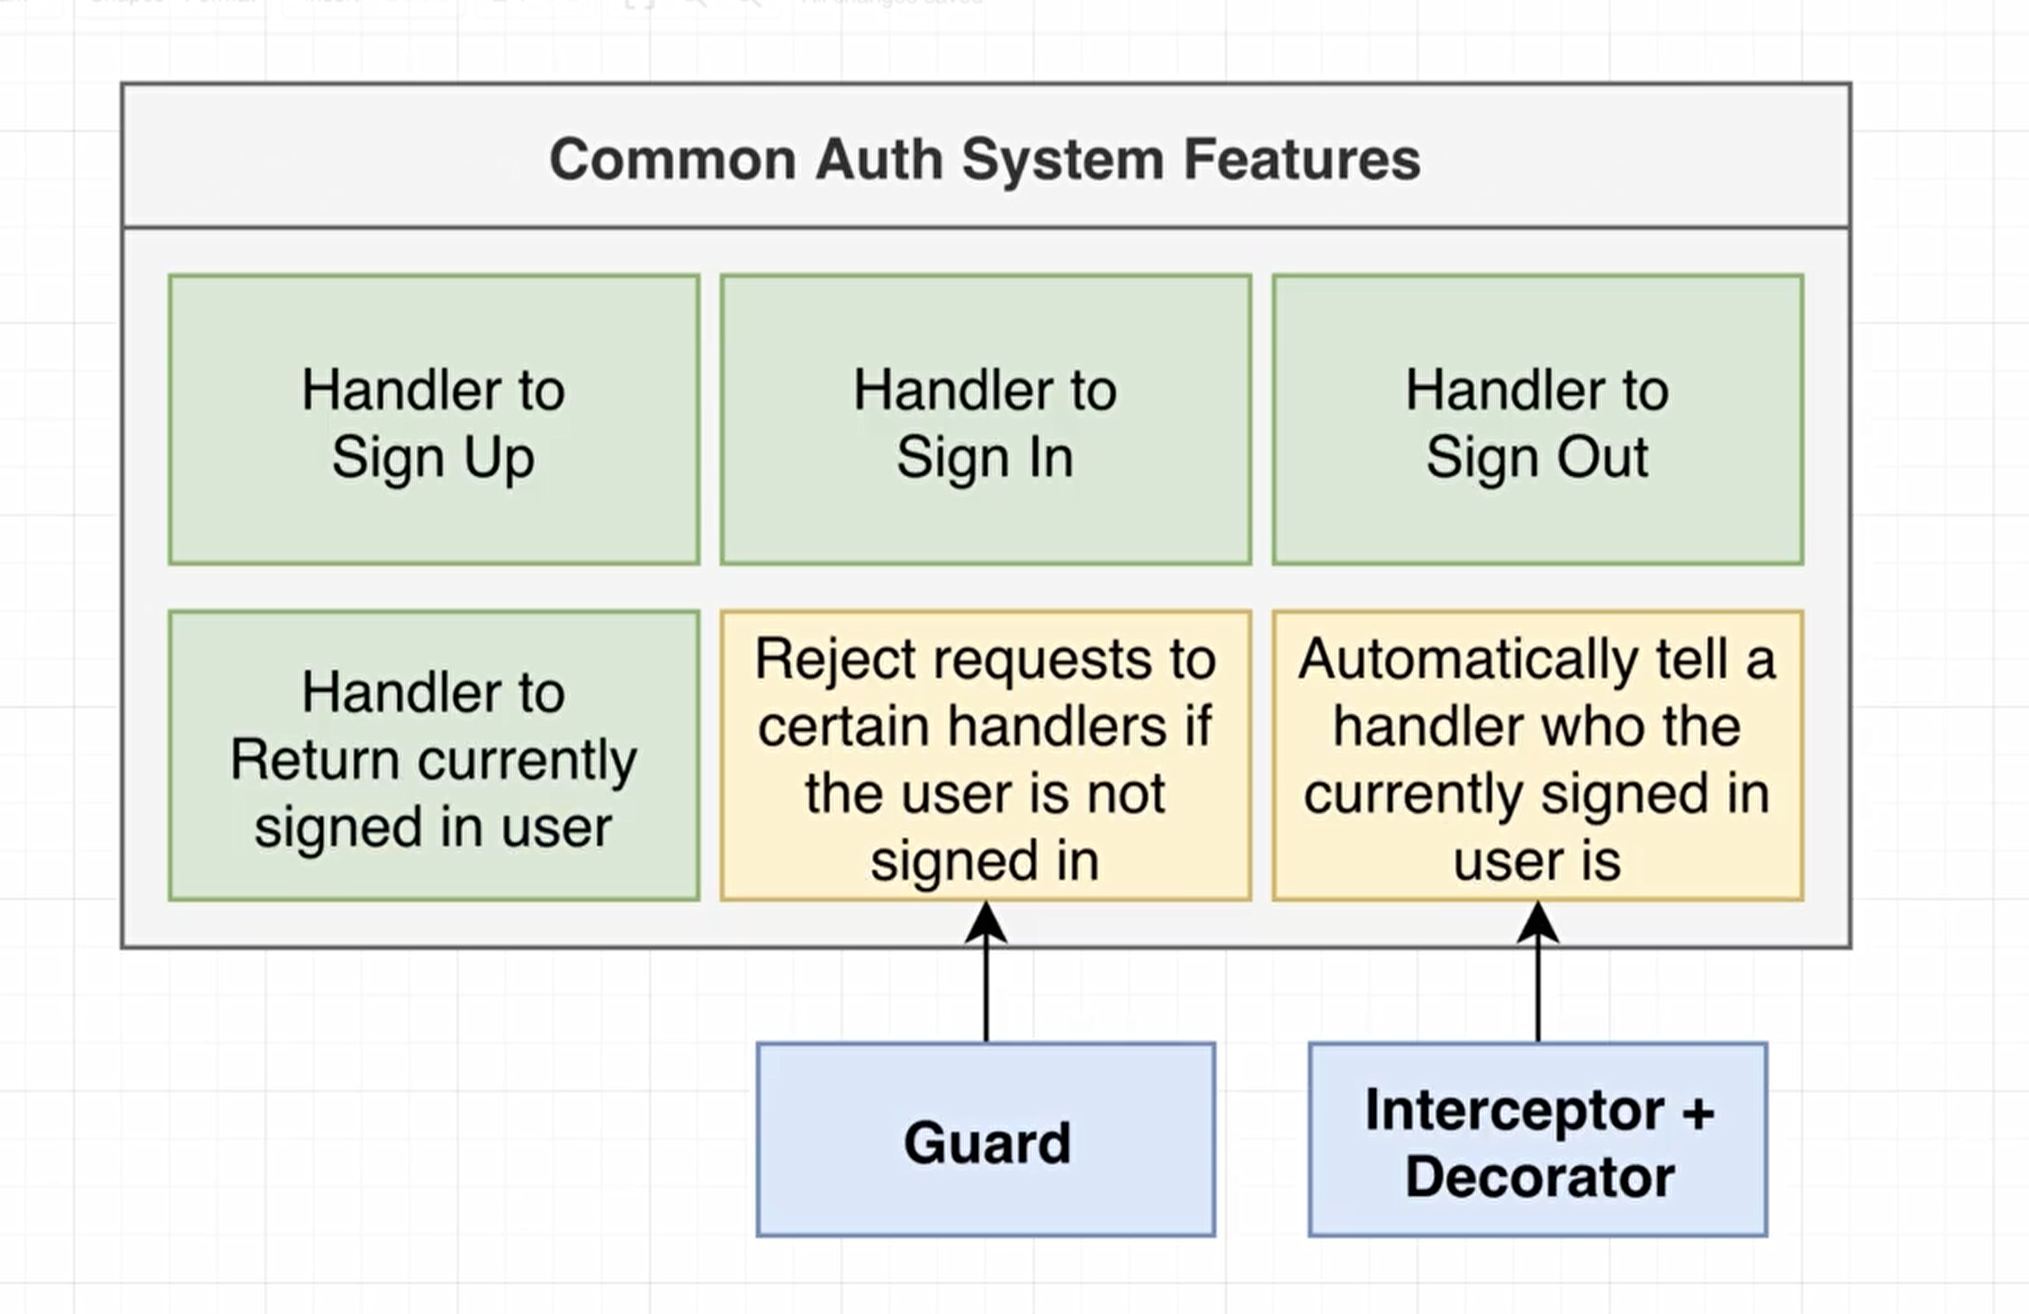 Common Auth System Features
Handler to
Sign Up
Handler to
Sign In
Handler to
Sign Out
Handler to
Return currently
signed in user
Reject requests to
certain handlers if
the user is not
signed in
Automatically tell a
handler who the
currently signed in
user is
Guard
Interceptor +
Decorator